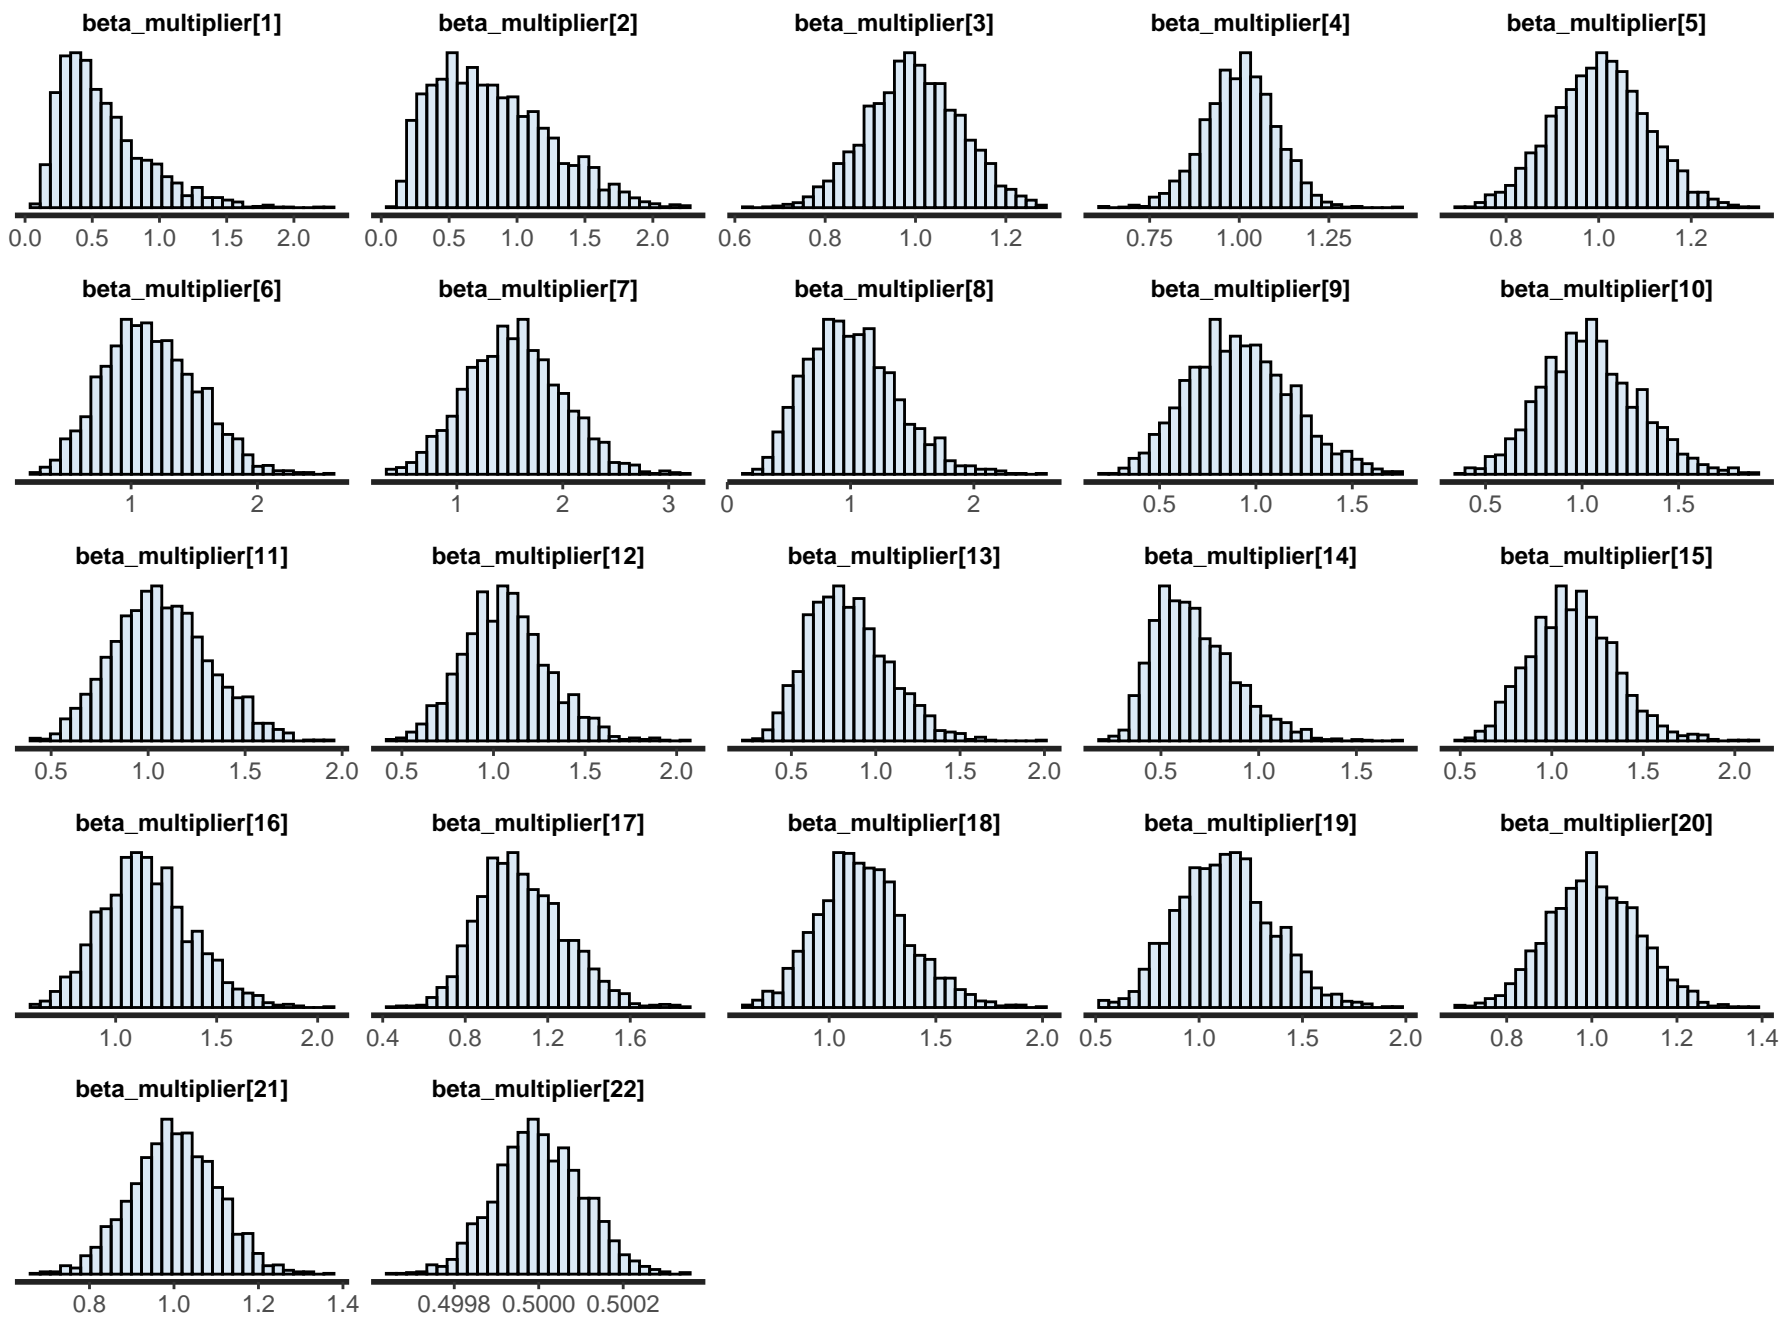 beta_multiplier[1] beta_multiplier[2] beta_multiplier[3] beta_multiplier[4] beta_multiplier[5]
0.0 0.5 1.0 1.5 2.0 0.0 0.5 1.0 1.5 2.0 0.6 0.8 1.0 1.2 0.75 1.00 1.25 0.8 1.0 1.2
beta_multiplier[6] beta_multiplier[7] beta_multiplier[8] beta_multiplier[9] beta_multiplier[10]
1 2 1 2 3 0 1 2 0.5 1.0 1.5 0.5 1.0 1.5
beta_multiplier[11] beta_multiplier[12] beta_multiplier[13] beta_multiplier[14] beta_multiplier[15]
0.5 1.0 1.5 2.0 0.5 1.0 1.5 2.0 0.5 1.0 1.5 2.0 0.5 1.0 1.5 0.5 1.0 1.5 2.0
beta_multiplier[16] beta_multiplier[17] beta_multiplier[18] beta_multiplier[19] beta_multiplier[20]
1.0 1.5 2.0 0.4 0.8 1.2 1.6 1.0 1.5 2.0 0.5 1.0 1.5 2.0 0.8 1.0 1.2 1.4
beta_multiplier[21] beta_multiplier[22]
0.8 1.0 1.2 1.4 0.4998 0.5000 0.5002